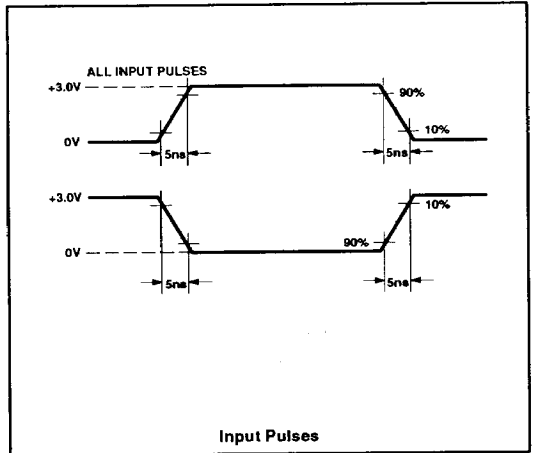 ALL INPUT PULSES
+3.0V
90%
0V
10%
5ns
5ns
+3.0V
10%
0V
90%
5ns
5ns
Input Pulses